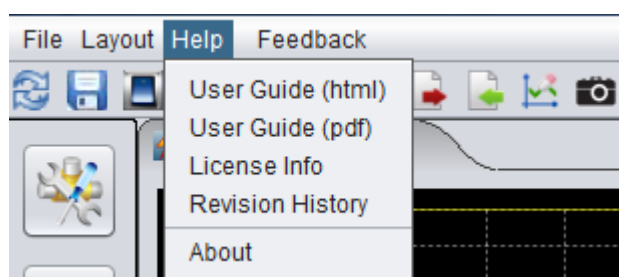 File Layout Help Feedback
User Guide (html)
User Guide (pdf)
License Info
Revision History
About